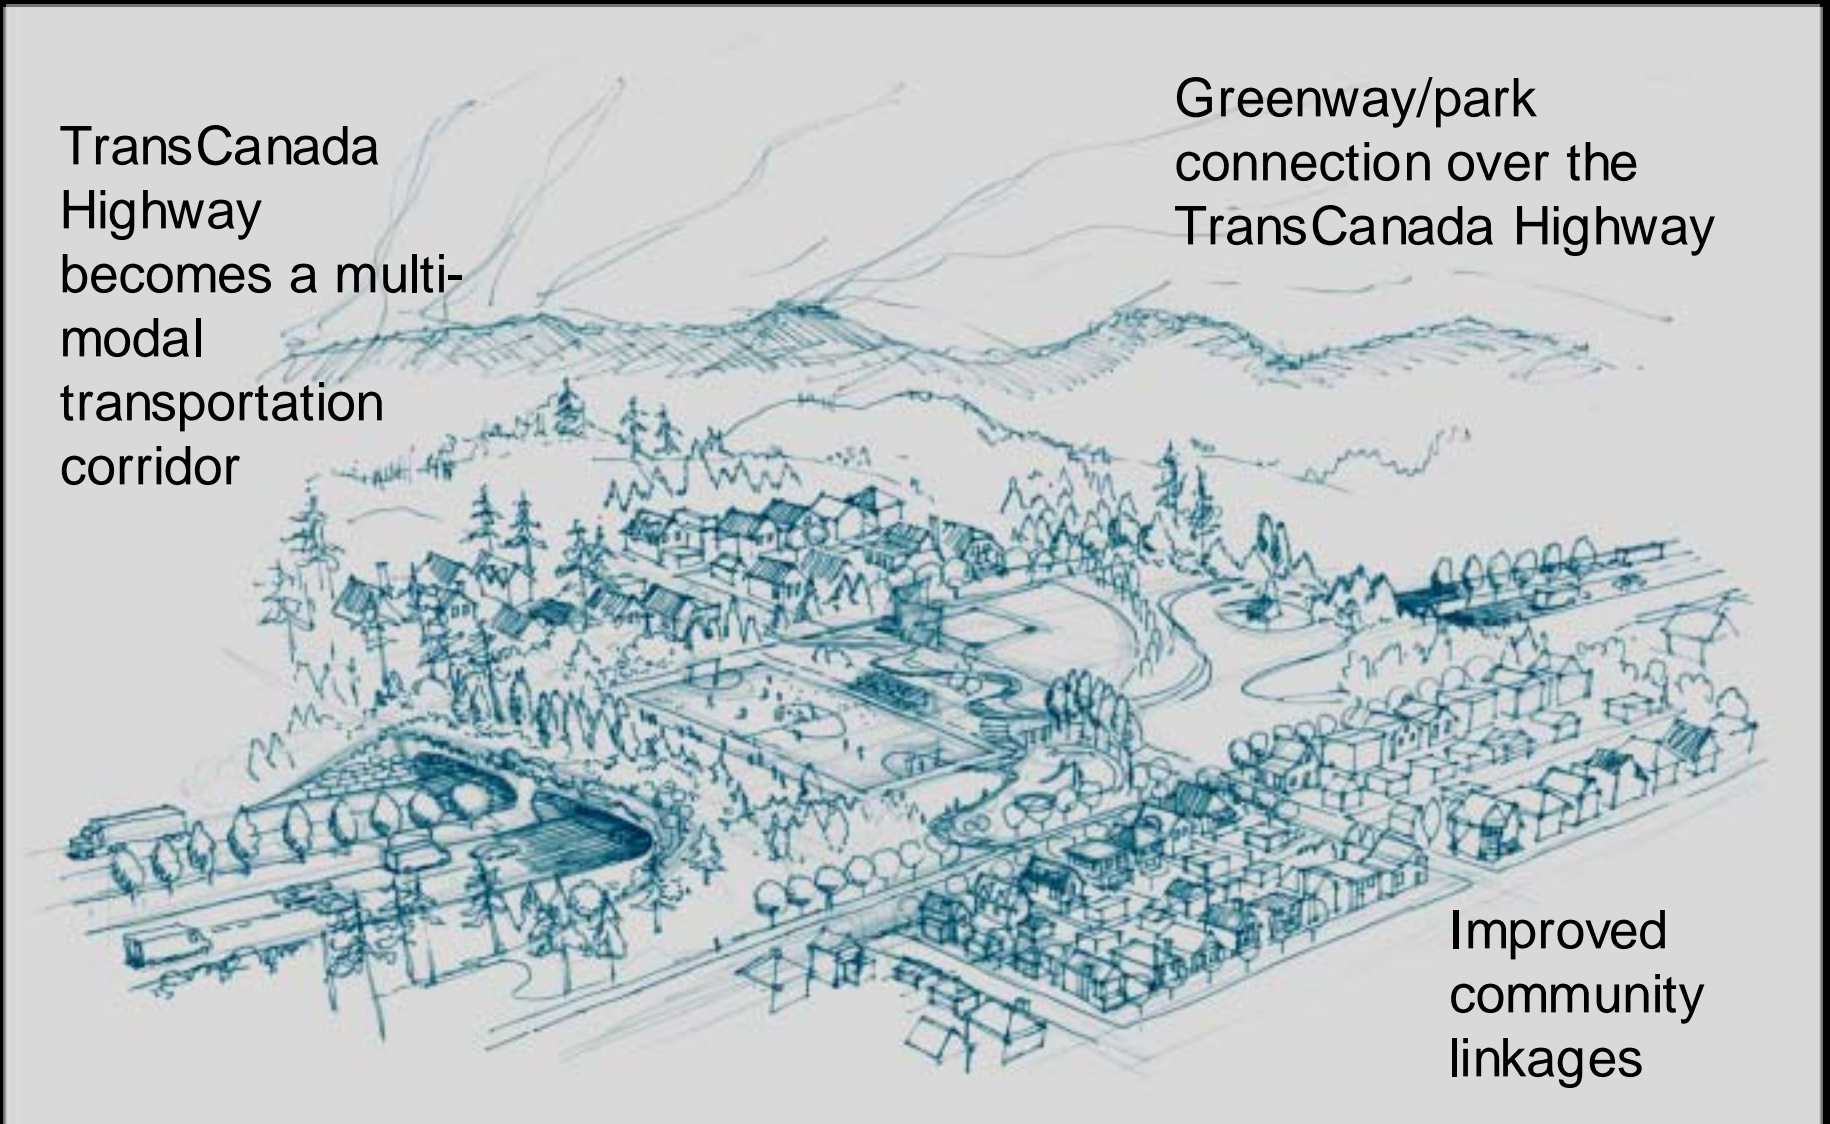 TransCanada
Highway
becomes a multi-
modal
transportation
corridor
Greenway/park
connection over the
TransCanada Highway
Improved
community
linkages